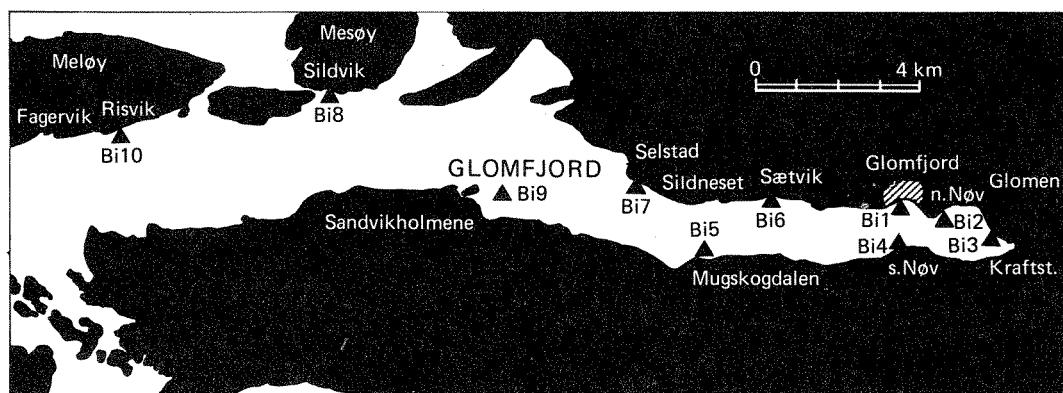 Mesøy
Meløy
Sildvik
0 4 km
Risvik
Fagervik
Bi8
Bi10
Selstad
Glomfjord
GLOMFJORD
Sildneset
Sætvik
n.Nøv
Glomen
Bi9
Bi7
Bi6
Bi1
Bi2
Sandvikholmene
Bi5
Bi4
Bi3
Mugskogdalen
s.Nøv
Kraftst.